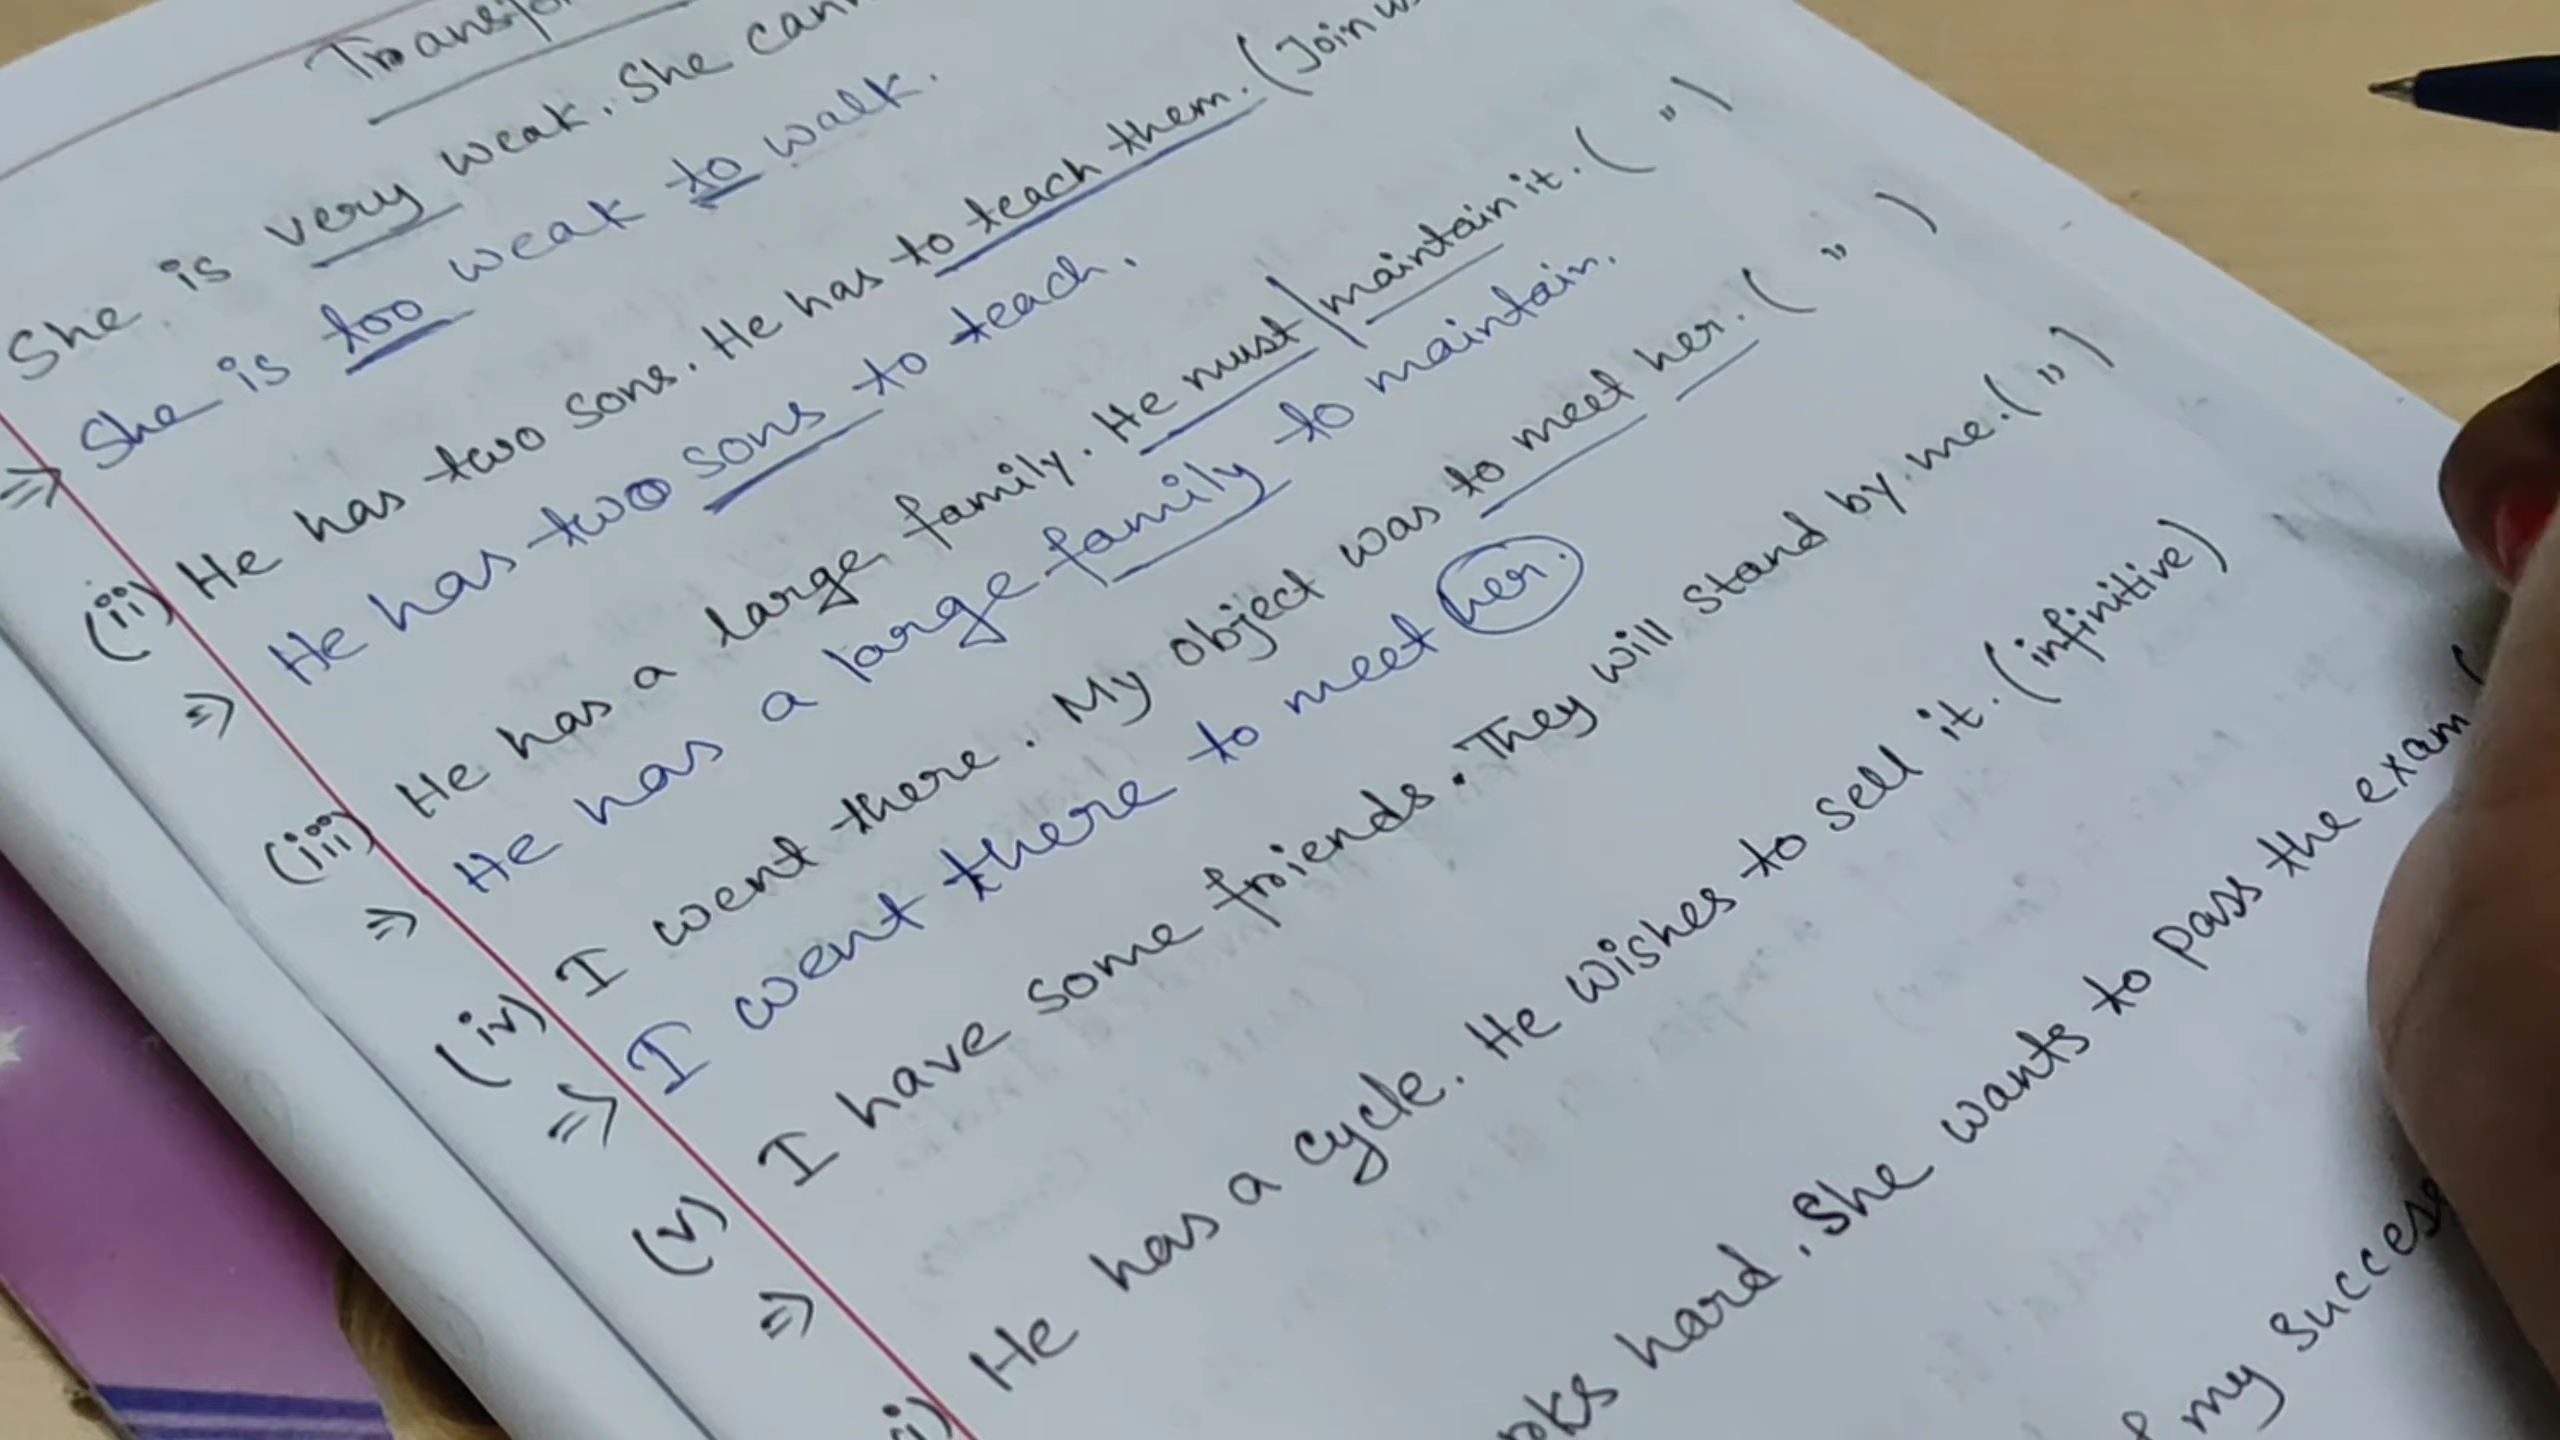 She is very weak. She
⇒ She is too weak to walk.
(ii) He has two sons. He has to teach them. (Join
⇒ He has two sons to teach.
(iii) He has a large family. He must maintain it. ( " )
⇒ He has a large family to maintain.
(iv) I went there. My object was to meet her. ( " )
⇒ I went there to meet her.
(v) I have some friends. They will stand by me. ( " )
⇒
He has a cycle. He wishes to sell it. (infinitive)
hard. She wants to pass the exam
my success